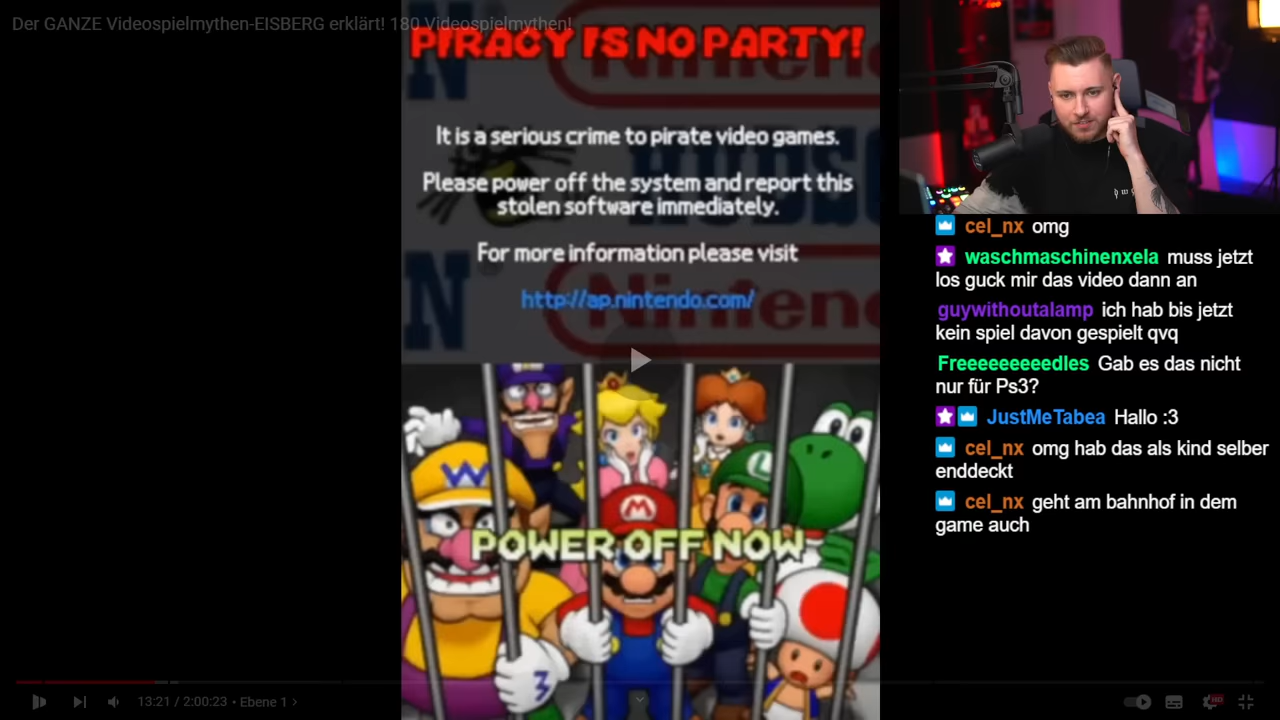 Der GANZE Videospielmythen-EISBERG erklärt! 180 Videospielmythen!
PIRACY IS NO PARTY!
It is a serious crime to pirate video games.
Please power off the system and report this
stolen software immediately.
For more information please visit
http://ap.nintendo.com/
Nintendo
HUDSON
Nintendo
POWER OFF NOW
W
M
L
3
cel_nx omg
waschmaschinenxela muss jetzt
los guck mir das video dann an
guywithoutalamp ich hab bis jetzt
kein spiel davon gespielt qvq
Freeeeeeeeedles Gab es das nicht
nur für Ps3?
JustMeTabea Hallo :3
cel_nx omg hab das als kind selber
enddeckt
cel_nx geht am bahnhof in dem
game auch
13:21 / 2:00:23 • Ebene 1 >
HD